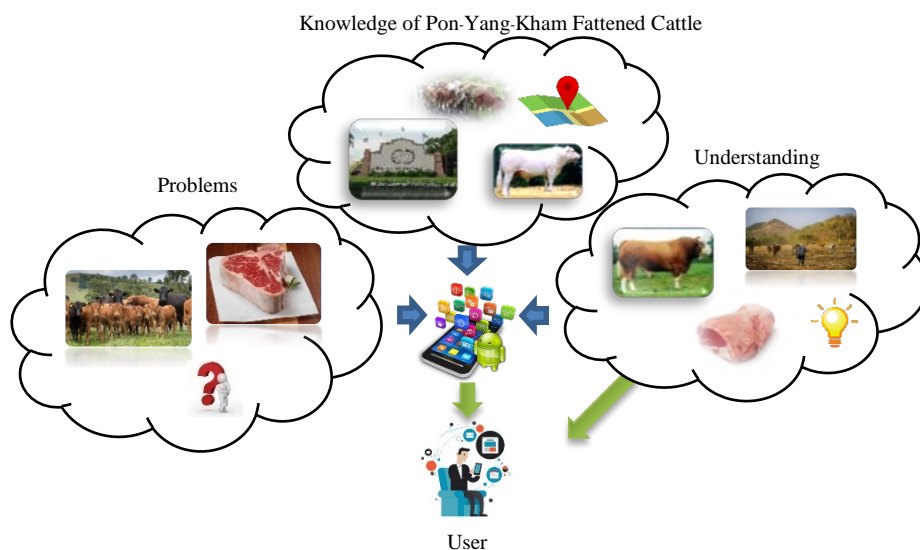 Knowledge of Pon-Yang-Kham Fattened Cattle
Understanding
Problems
User